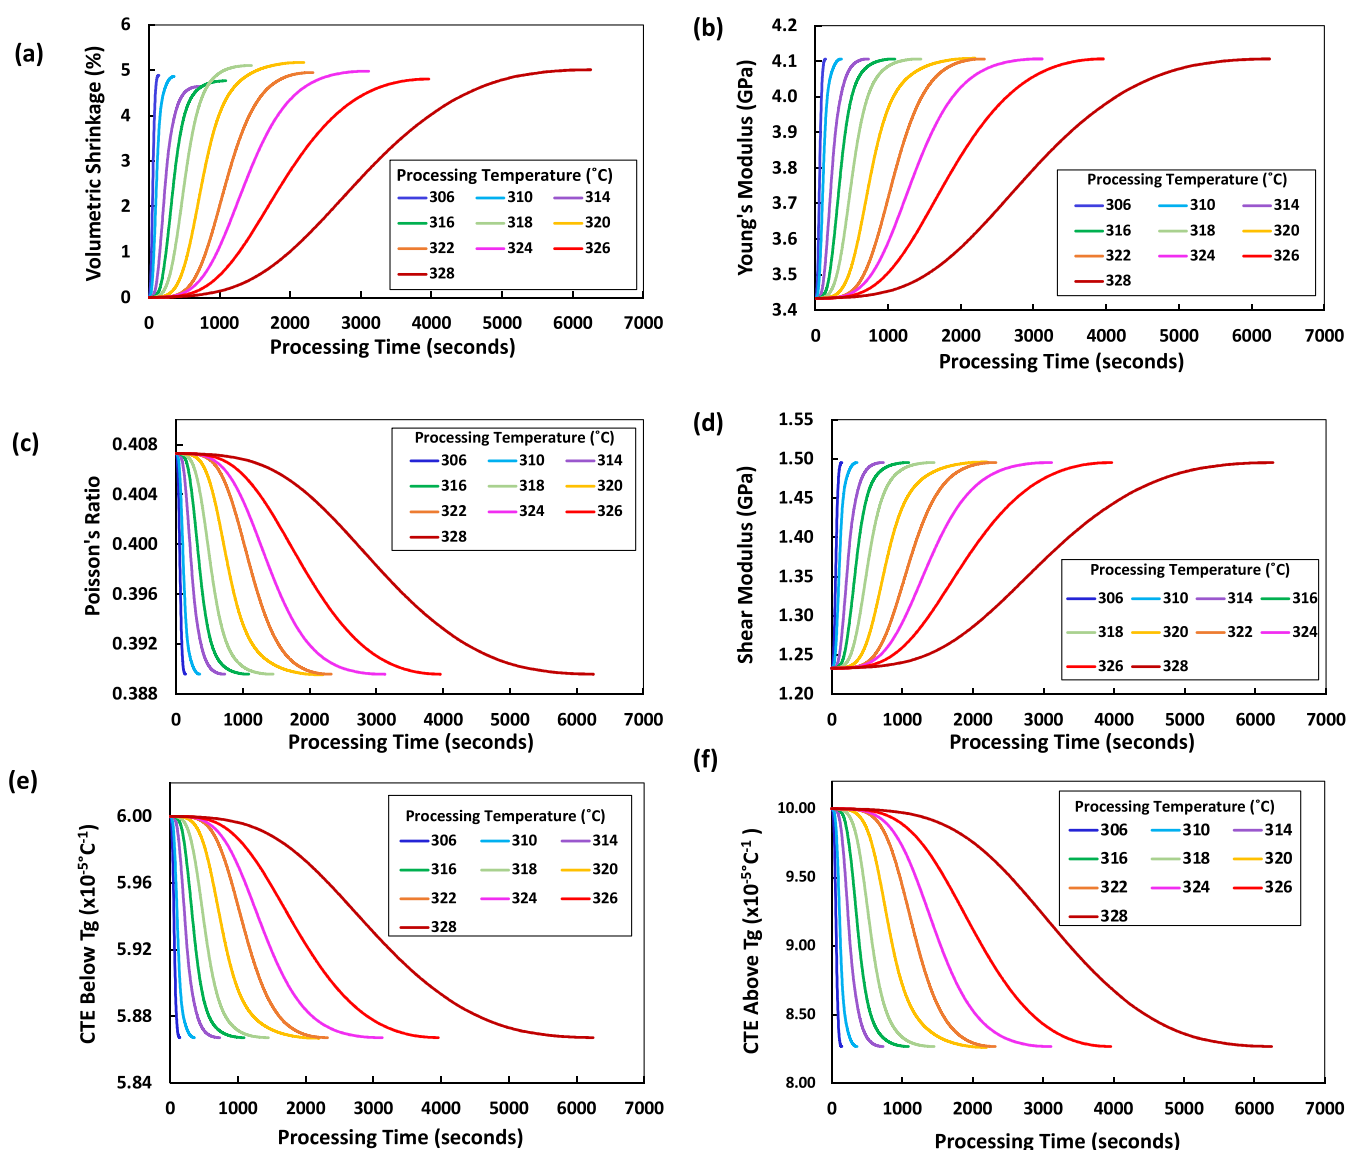 (a)
6
5
4
3
2
1
0
Volumetric Shrinkage (%)
Processing Temperature (˚C)
306 310 314
316 318 320
322 324 326
328
0 1000 2000 3000 4000 5000 6000 7000
Processing Time (seconds)
(b)
4.2
4.1
4.0
3.9
3.8
3.7
3.6
3.5
3.4
Young's Modulus (GPa)
Processing Temperature (˚C)
306 310 314
316 318 320
322 324 326
328
0 1000 2000 3000 4000 5000 6000 7000
Processing Time (seconds)
(c)
0.408
0.404
0.400
0.396
0.392
0.388
Poisson's Ratio
Processing Temperature (˚C)
306 310 314
316 318 320
322 324 326
328
0 1000 2000 3000 4000 5000 6000 7000
Processing Time (seconds)
(d)
1.55
1.50
1.45
1.40
1.35
1.30
1.25
1.20
Shear Modulus (GPa)
Processing Temperature (˚C)
306 310 314 316
318 320 322 324
326 328
0 1000 2000 3000 4000 5000 6000 7000
Processing Time (seconds)
(e)
6.00
5.96
5.92
5.88
5.84
CTE Below Tg (x10⁻⁵˚C⁻¹)
Processing Temperature (˚C)
306 310 314
316 318 320
322 324 326
328
0 1000 2000 3000 4000 5000 6000 7000
Processing Time (seconds)
(f)
10.00
9.50
9.00
8.50
8.00
CTE Above Tg (x10⁻⁵˚C⁻¹)
Processing Temperature (˚C)
306 310 314
316 318 320
322 324 326
328
0 1000 2000 3000 4000 5000 6000 7000
Processing Time (seconds)